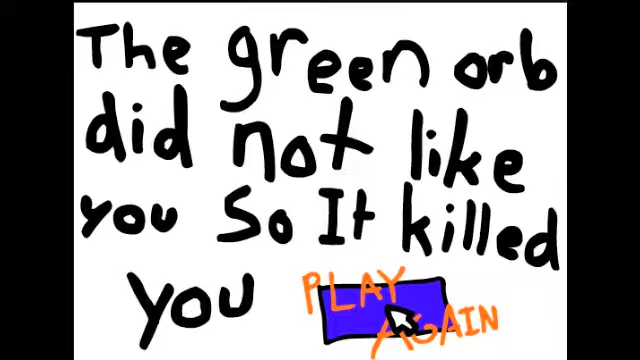 The green orb
did not like
you So It killed
you
PLAY
AGAIN